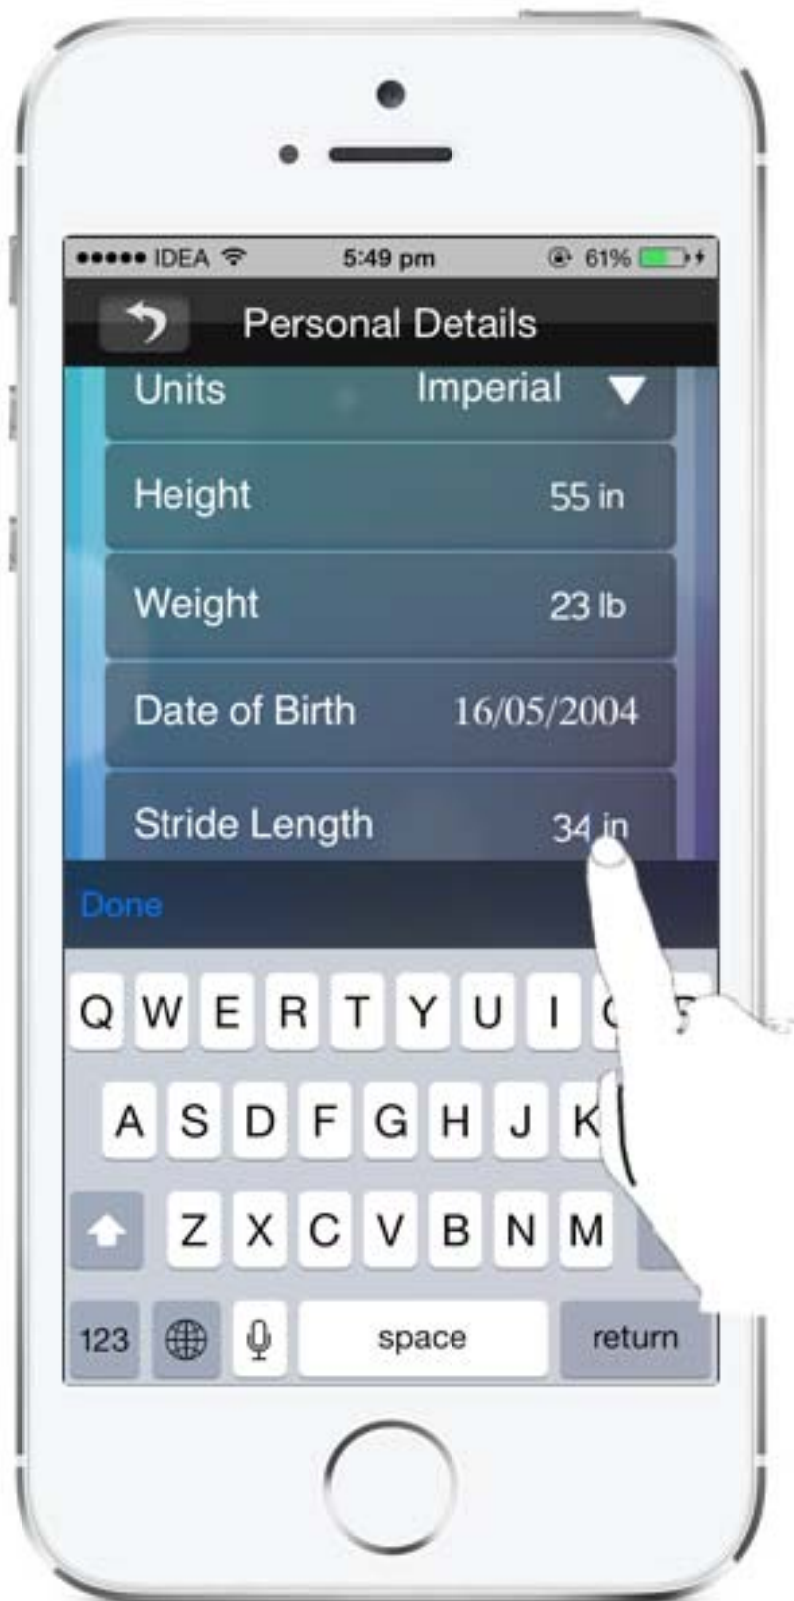 IDEA 5:49 pm 61%
Personal Details
Units Imperial
Height 55 in
Weight 23 lb
Date of Birth 16/05/2004
Stride Length 34 in
Done
Q W E R T Y U I
A S D F G H J K
Z X C V B N M
123 space return